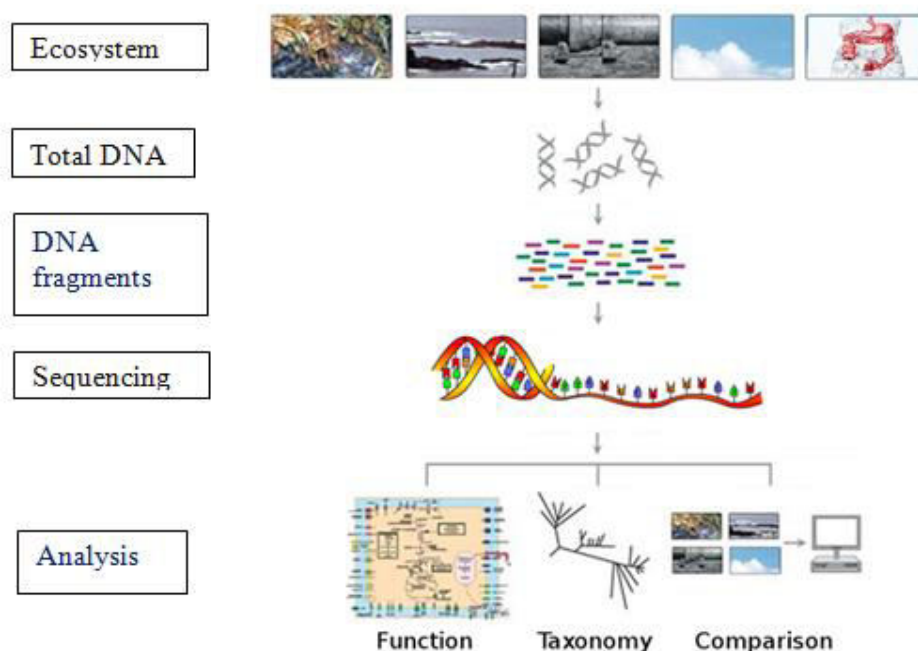 Ecosystem
Total DNA
DNA
fragments
Sequencing
Analysis
Function
Taxonomy
Comparison